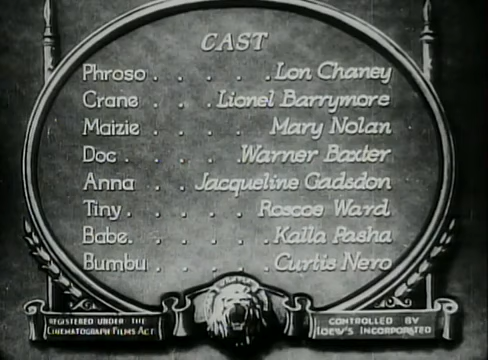 CAST
Phroso . . . . . Lon Chaney
Crane . . . Lionel Barrymore
Maizie . . . . Mary Nolan
Doc . . . . . Warner Baxter
Anna . . Jacqueline Gadsdon
Tiny . . . . . Roscoe Ward
Babe . . . . . Kalla Pasha
Bumbu . . . . . Curtis Nero
REGISTERED UNDER THE
CINEMATOGRAPH FILMS ACT
CONTROLLED BY
LOEW'S INCORPORATED